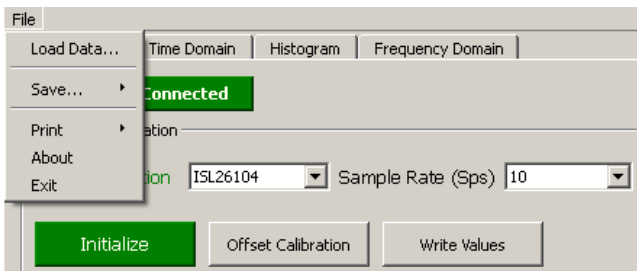 File
Load Data... Time Domain Histogram Frequency Domain
Save... Connected
Print ation
About
Exit tion ISL26104 Sample Rate (Sps) 10
Initialize Offset Calibration Write Values